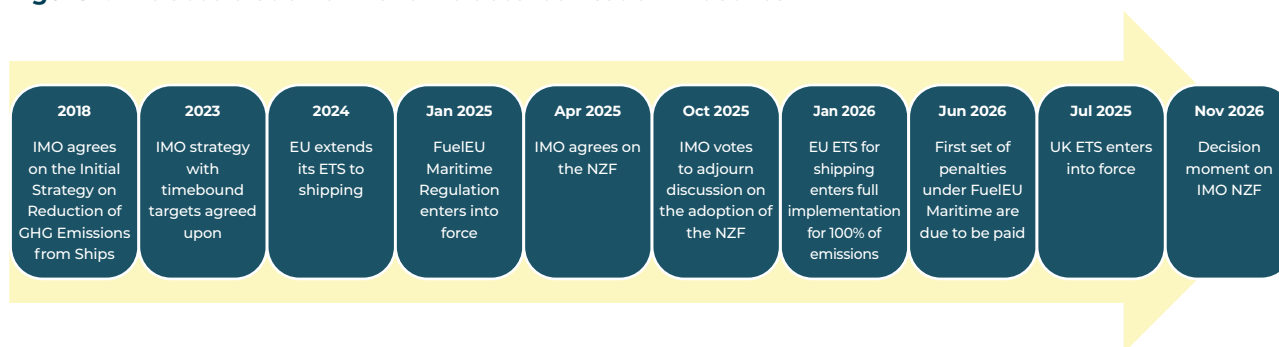 2018
IMO agrees
on the Initial
Strategy on
Reduction of
GHG Emissions
from Ships
2023
IMO strategy
with
timebound
targets agreed
upon
2024
EU extends
its ETS to
shipping
Jan 2025
FuelEU
Maritime
Regulation
enters into
force
Apr 2025
IMO agrees on
the NZF
Oct 2025
IMO votes
to adjourn
discussion on
the adoption of
the NZF
Jan 2026
EU ETS for
shipping
enters full
implementation
for 100% of
emissions
Jun 2026
First set of
penalties
under FuelEU
Maritime are
due to be paid
Jul 2025
UK ETS enters
into force
Nov 2026
Decision
moment on
IMO NZF